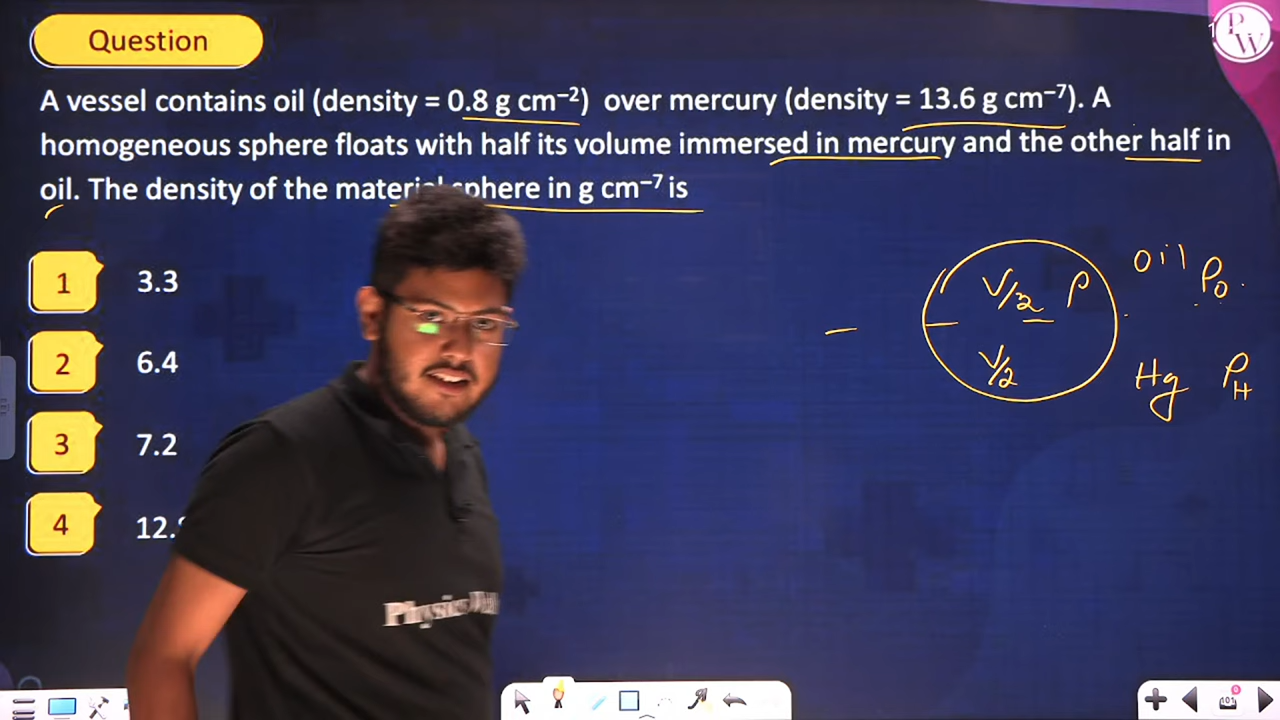 Question
A vessel contains oil (density = 0.8 g cm⁻²) over mercury (density = 13.6 g cm⁻⁷). A
homogeneous sphere floats with half its volume immersed in mercury and the other half in
oil. The density of the material sphere in g cm⁻⁷ is
1 3.3
2 6.4
3 7.2
4 12.
V/2 ρ
V/2
oil ρ₀
Hg ρH
PW